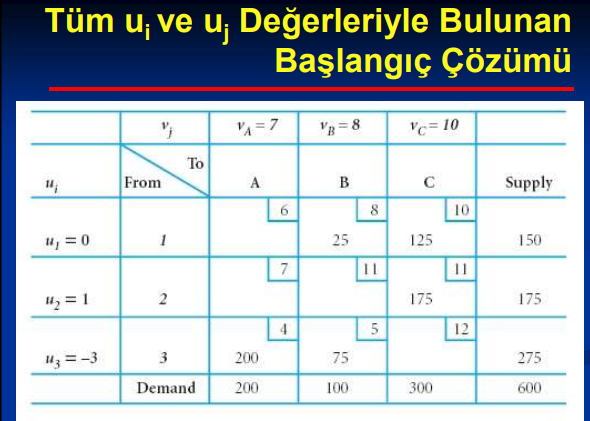 Tüm ui ve uj Değerleriyle Bulunan
Başlangıç Çözümü
vj vA = 7 vB = 8 vC = 10
To
ui From A B C Supply
6 8 10
u1 = 0 1 25 125 150
7 11 11
u2 = 1 2 175 175
4 5 12
u3 = −3 3 200 75 275
Demand 200 100 300 600